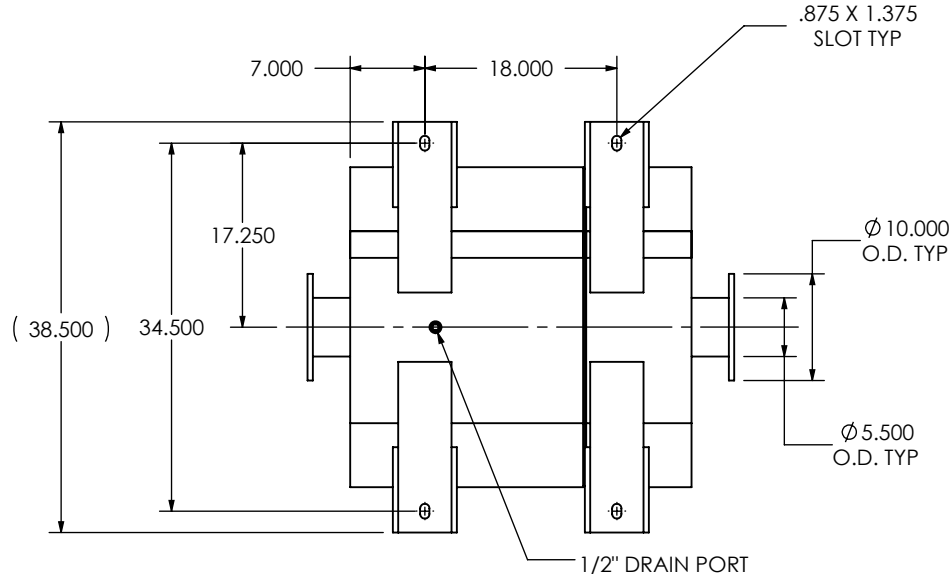 .875 X 1.375
SLOT TYP
7.000
18.000
17.250
Ø 10.000
O.D. TYP
( 38.500 )
34.500
Ø 5.500
O.D. TYP
1/2" DRAIN PORT